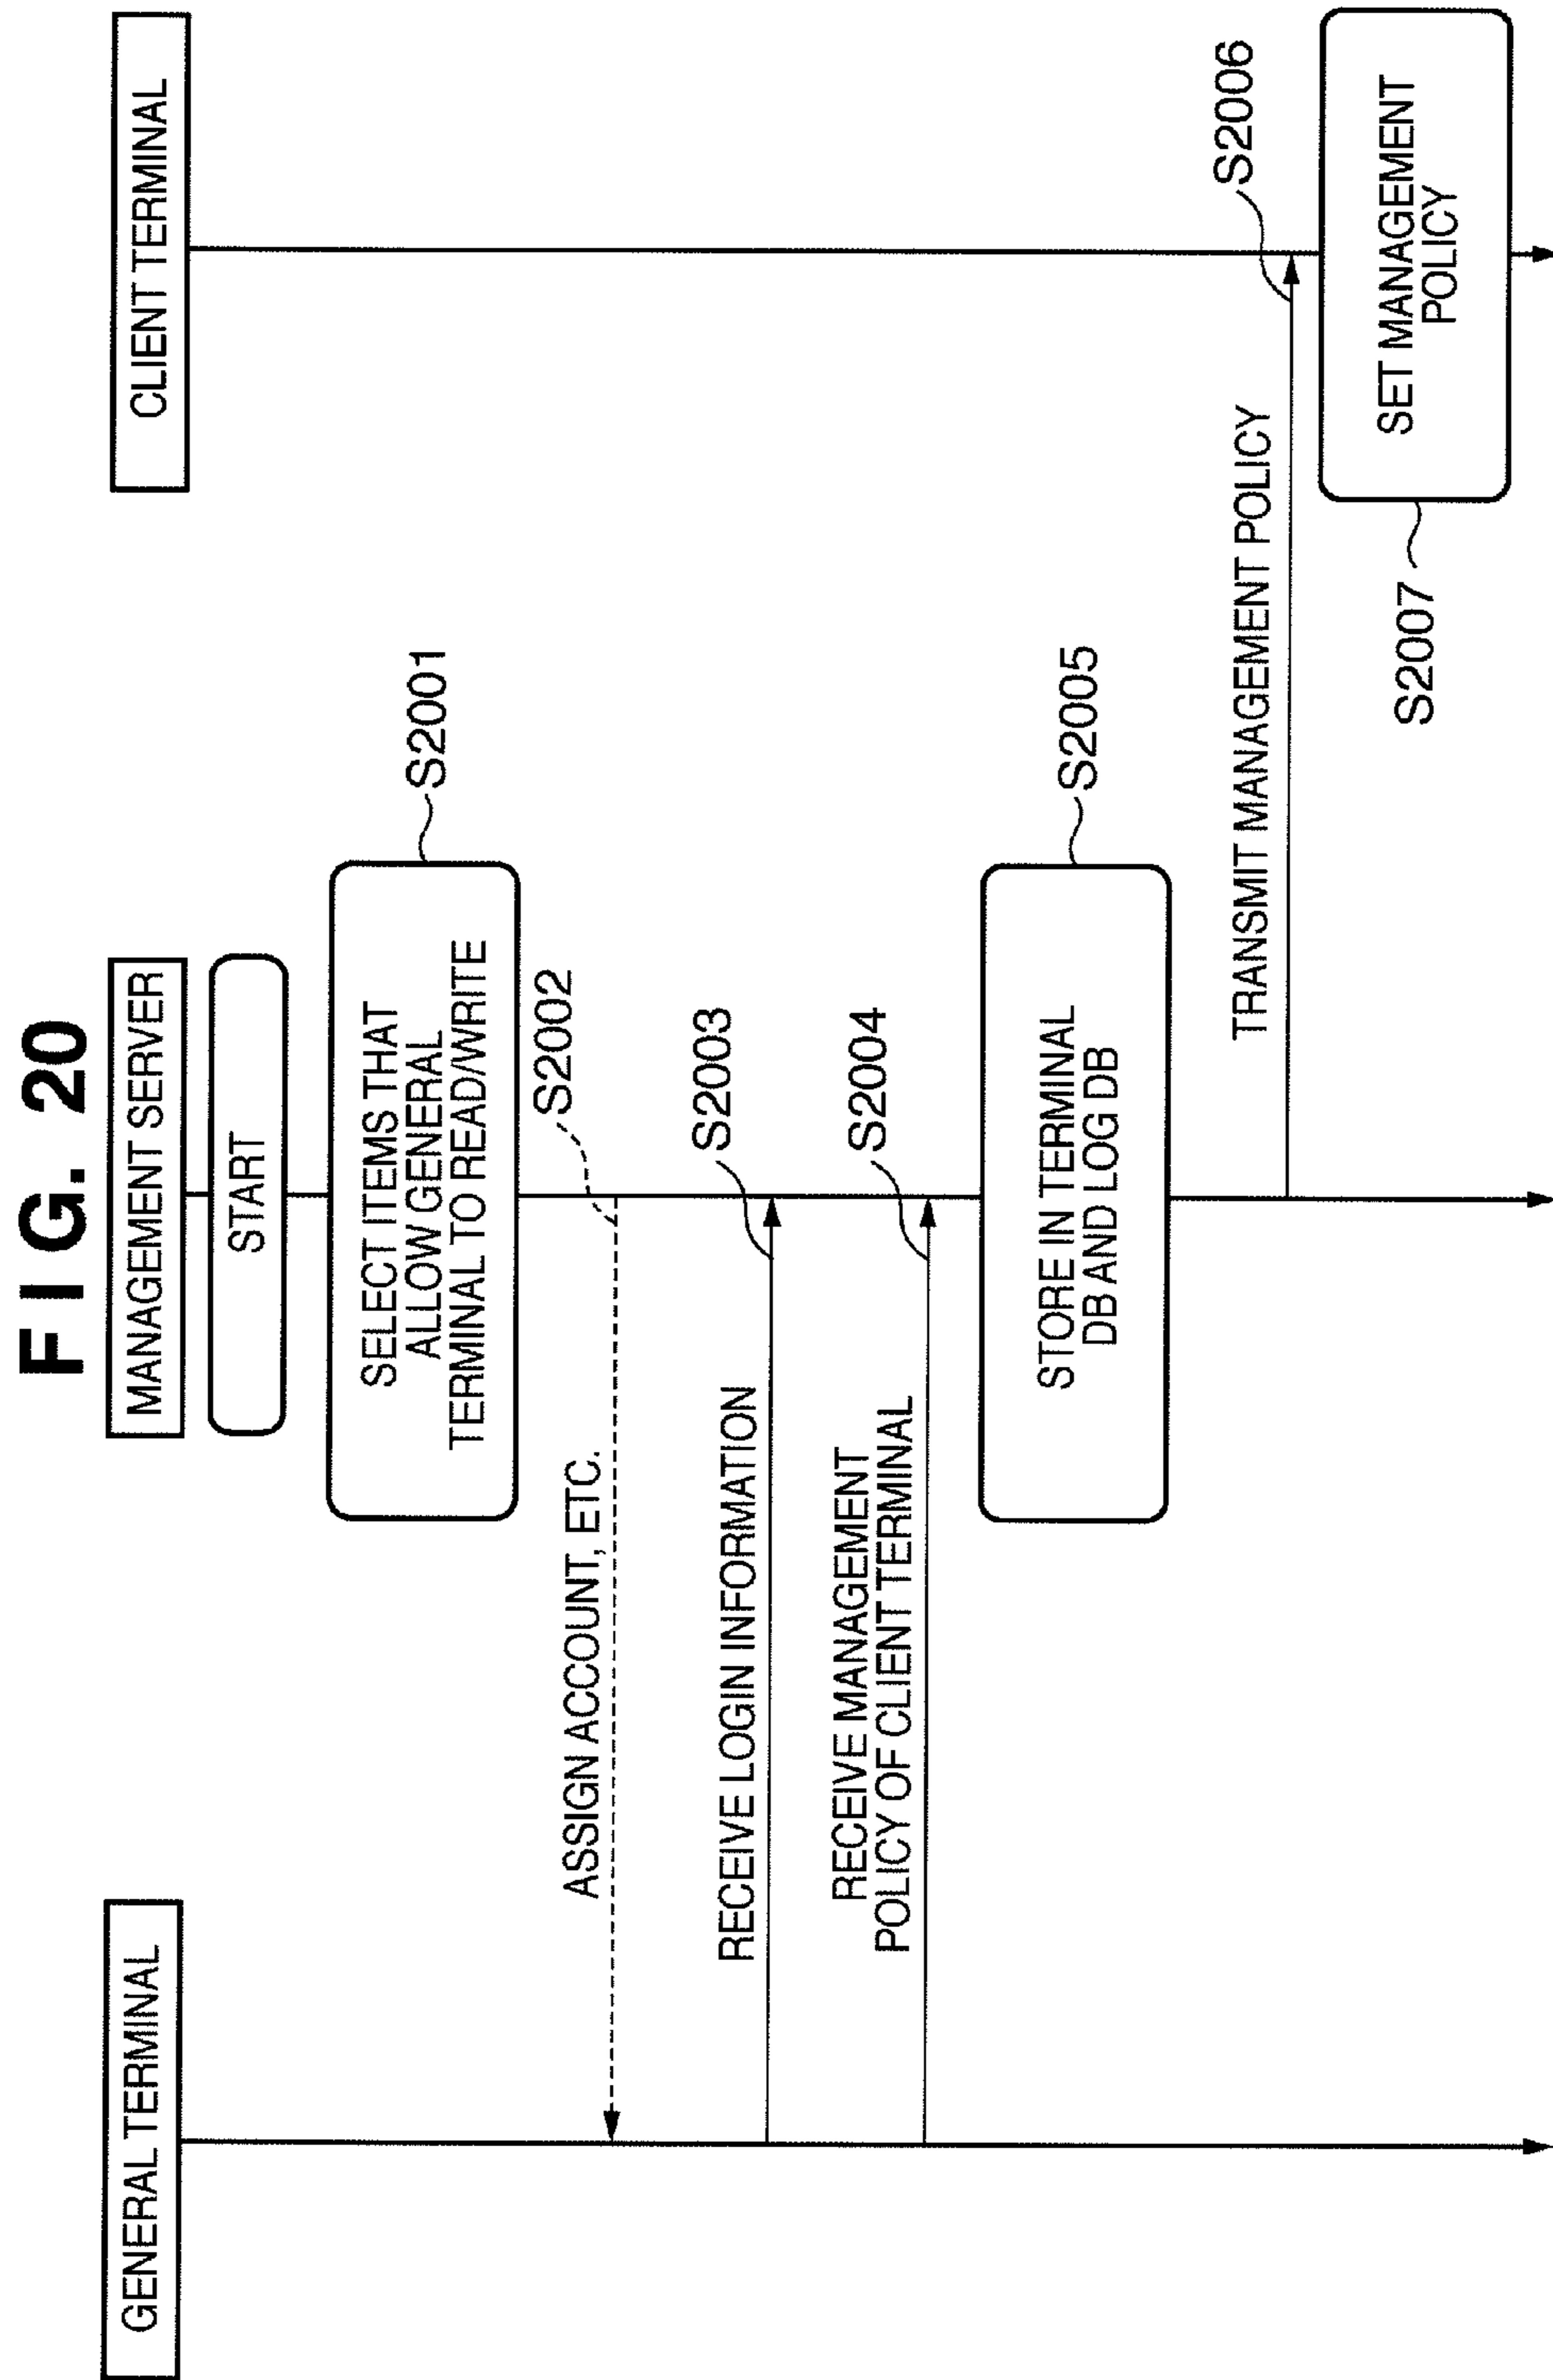 FIG. 20
GENERAL TERMINAL
MANAGEMENT SERVER
CLIENT TERMINAL
START
SELECT ITEMS THAT
ALLOW GENERAL
TERMINAL TO READ/WRITE
S2001
S2002
ASSIGN ACCOUNT, ETC.
S2003
RECEIVE LOGIN INFORMATION
S2004
RECEIVE MANAGEMENT
POLICY OF CLIENT TERMINAL
STORE IN TERMINAL
DB AND LOG DB
S2005
TRANSMIT MANAGEMENT POLICY
S2006
SET MANAGEMENT
POLICY
S2007